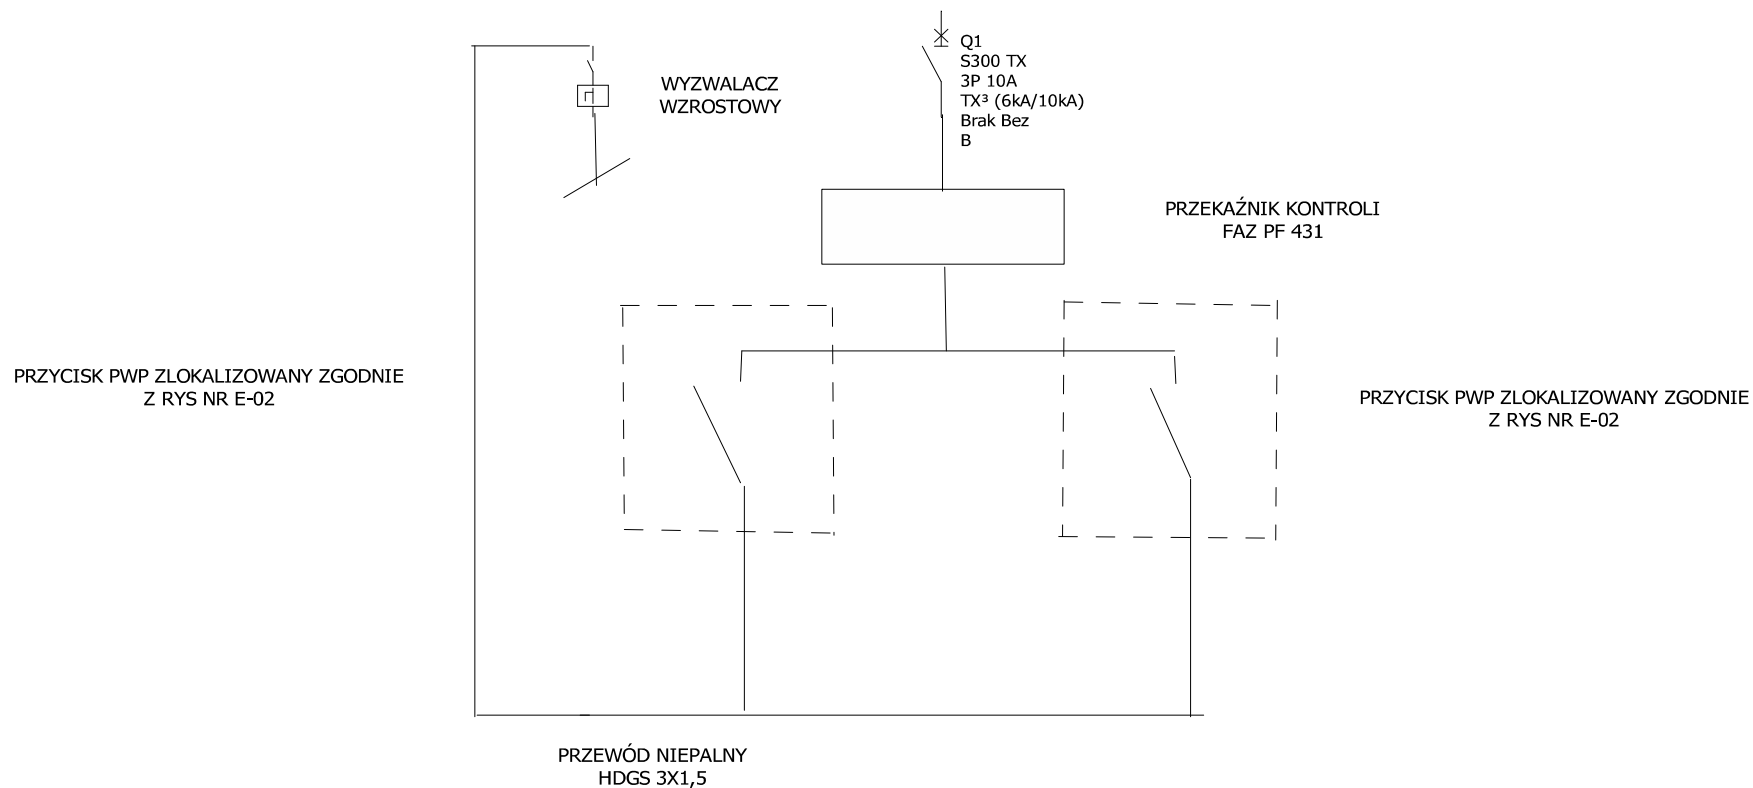 Q1
S300 TX
3P 10A
TX³ (6kA/10kA)
Brak Bez
B
WYZWALACZ
WZROSTOWY
PRZEKAŹNIK KONTROLI
FAZ PF 431
PRZYCISK PWP ZLOKALIZOWANY ZGODNIE
Z RYS NR E-02
PRZYCISK PWP ZLOKALIZOWANY ZGODNIE
Z RYS NR E-02
PRZEWÓD NIEPALNY
HDGS 3X1,5